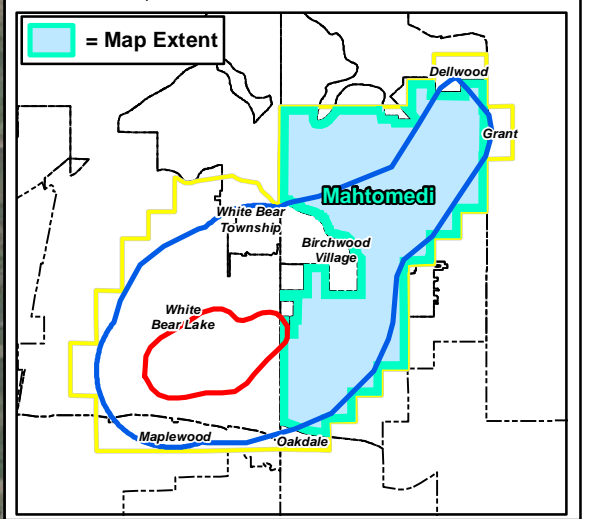 = Map Extent
Dellwood
Grant
Mahtomedi
White Bear
Township
Birchwood
Village
White
Bear Lake
Maplewood
Oakdale